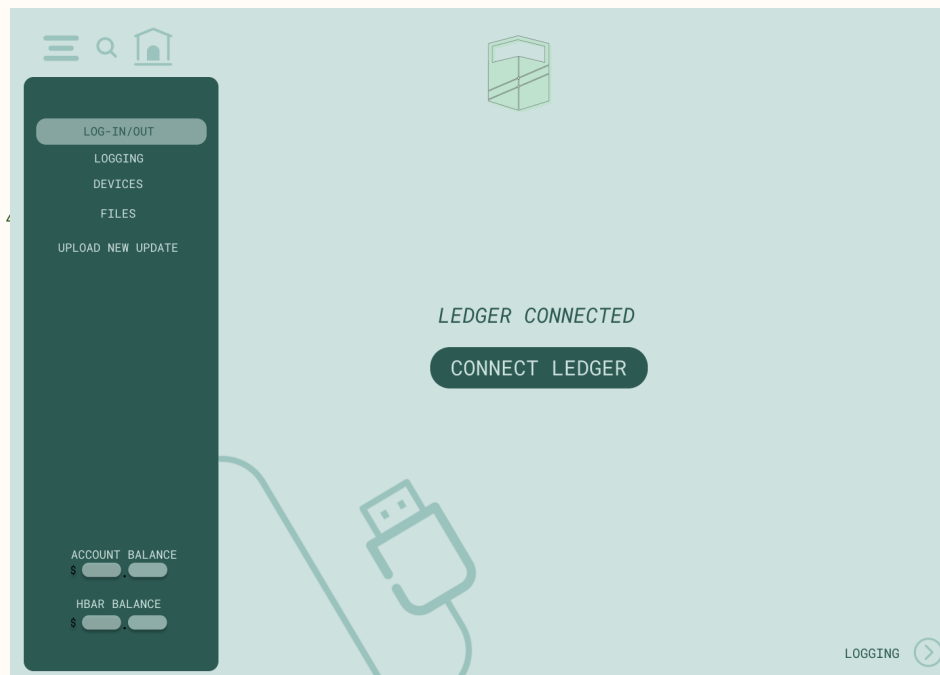 LOG-IN/OUT
LOGGING
DEVICES
FILES
UPLOAD NEW UPDATE
LEDGER CONNECTED
CONNECT LEDGER
ACCOUNT BALANCE
$ .
HBAR BALANCE
$ .
LOGGING